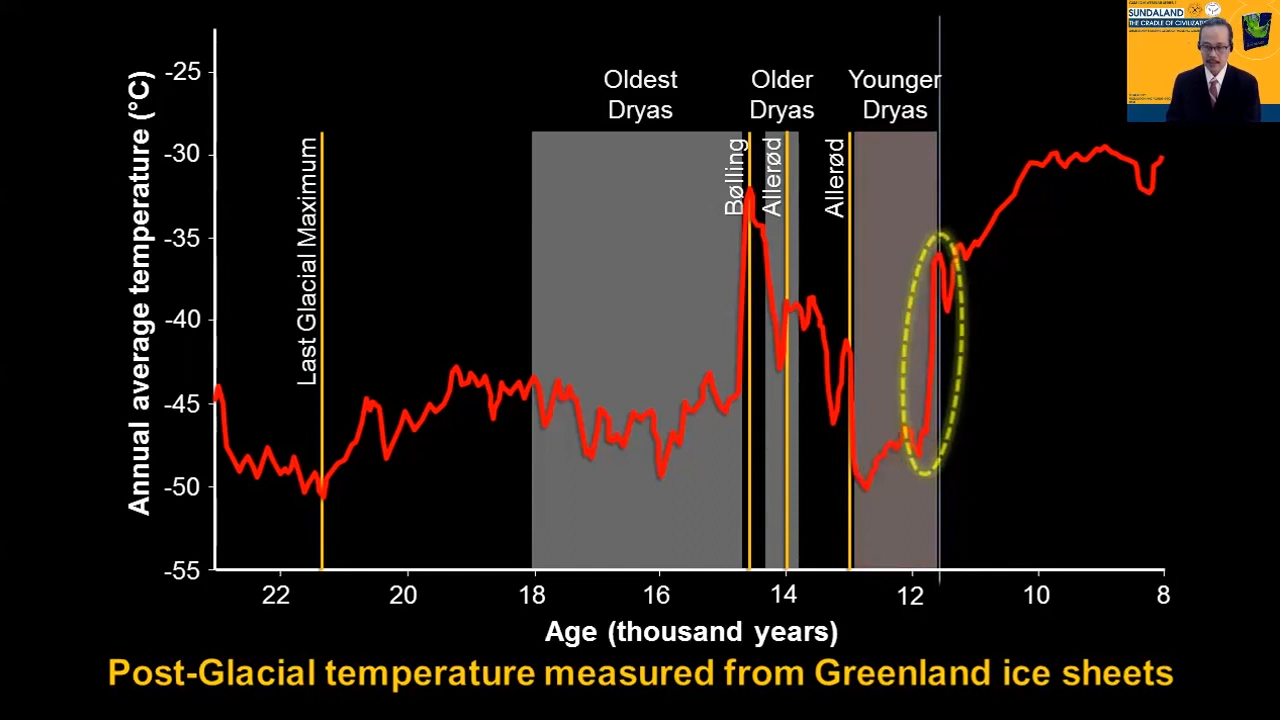 SUNDALAND
THE CRADLE OF CIVILIZATION
Oldest
Dryas
Older
Dryas
Younger
Dryas
Last Glacial Maximum
Bølling
Allerød
Allerød
Annual average temperature (°C)
-25
-30
-35
-40
-45
-50
-55
22
20
18
16
14
12
10
8
Age (thousand years)
Post-Glacial temperature measured from Greenland ice sheets